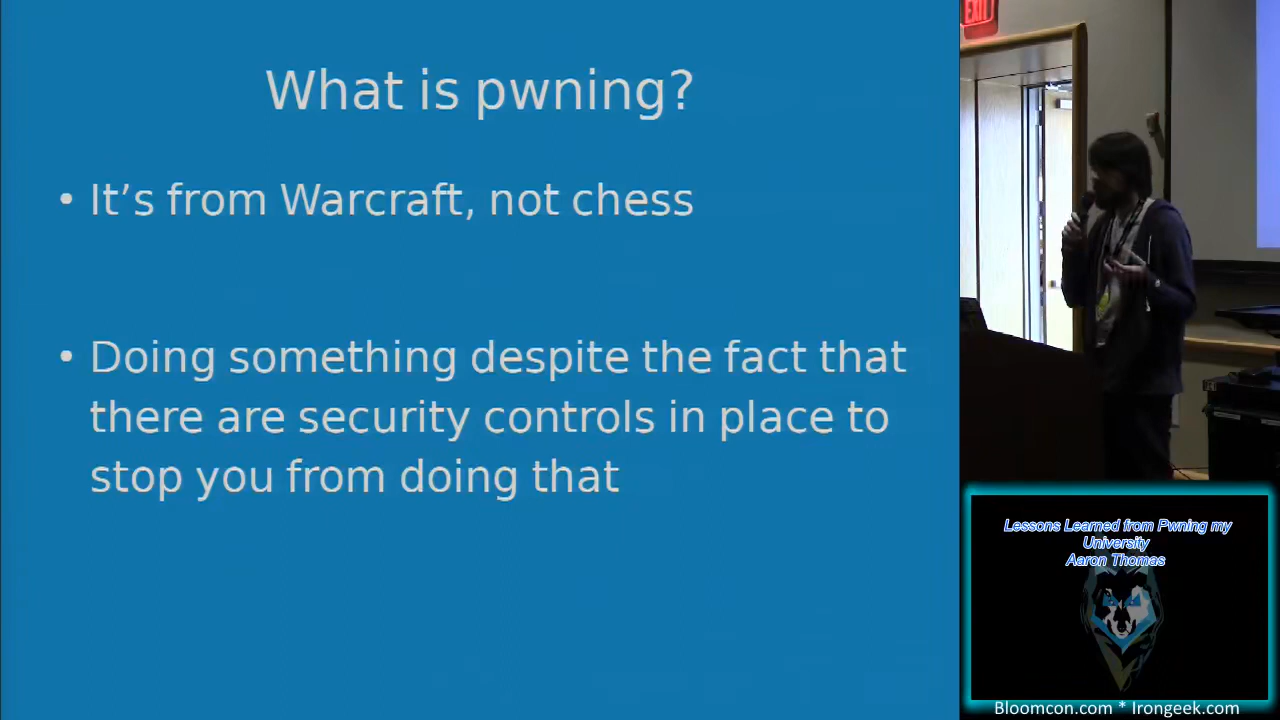 What is pwning?
• It’s from Warcraft, not chess
• Doing something despite the fact that
there are security controls in place to
stop you from doing that
EXIT
Lessons Learned from Pwning my
University
Aaron Thomas
Bloomcon.com * Irongeek.com